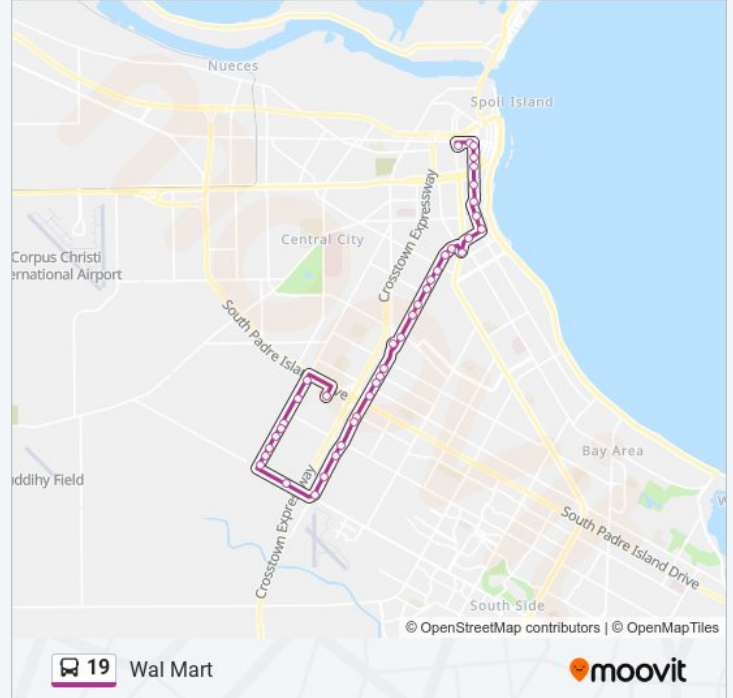 Nueces
Spoil Island
Crosstown Expressway
Central City
Corpus Christi
ernational Airport
South Padre Island Drive
Bay Area
uddihy Field
Crosstown Expressway
South Padre Island Drive
South Side
W
© OpenStreetMap contributors | © OpenMapTiles
19 Wal Mart
moovit